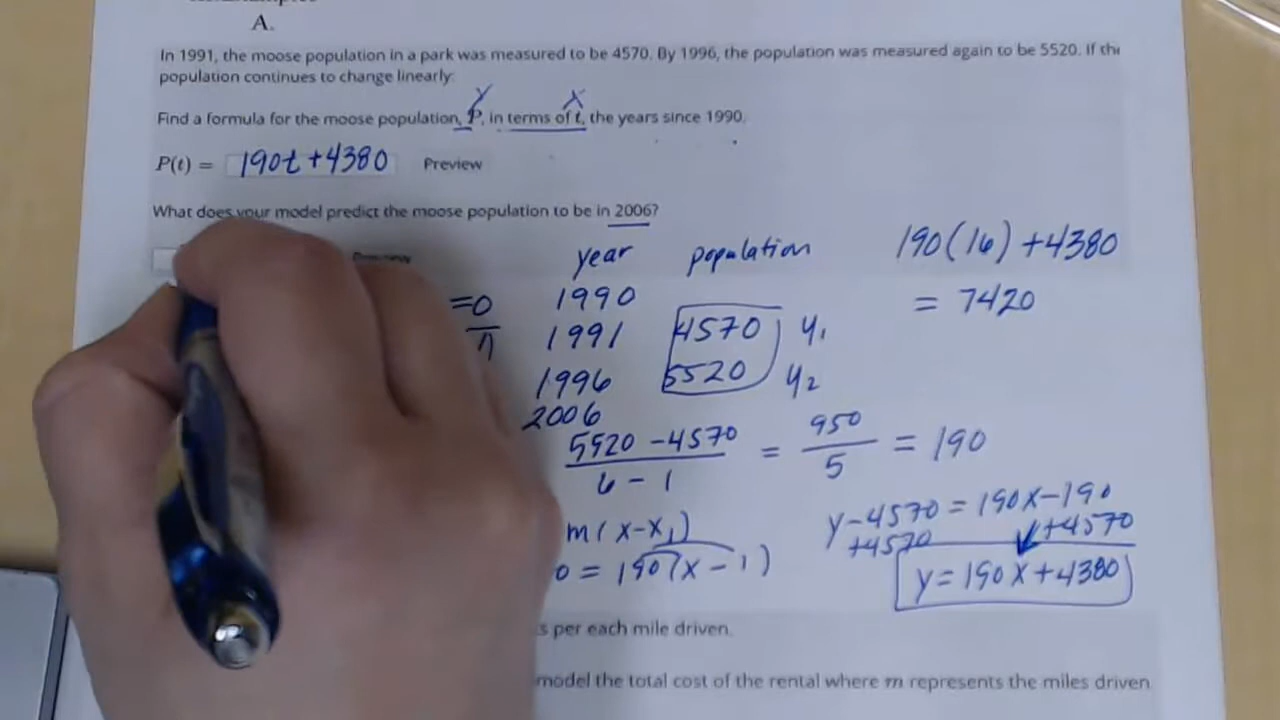 A.
In 1991, the moose population in a park was measured to be 4570. By 1996, the population was measured again to be 5520. If the
population continues to change linearly:
y x
Find a formula for the moose population, P, in terms of t, the years since 1990.
P(t) = 190t + 4380 Preview
What does your model predict the moose population to be in 2006?
year population 190(16) + 4380
=0 1990 = 7420
1991 4570 y₁
1996 5520 y₂
2006
5520 - 4570 = 950 = 190
6 - 1 5
y - 4570 = 190x - 190
+4570 +4570
m(x - x₁)
0 = 190(x - 1)
y = 190x + 4380
per each mile driven.
model the total cost of the rental where m represents the miles driven